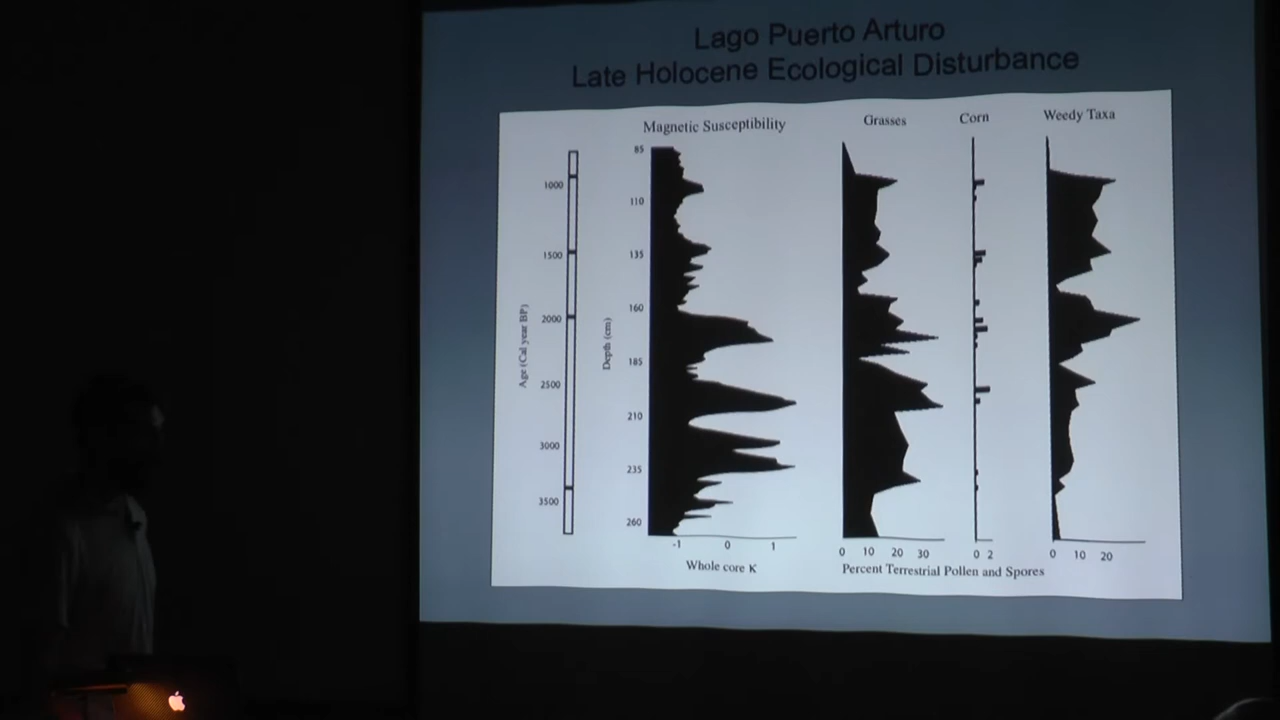 Lago Puerto Arturo
Late Holocene Ecological Disturbance
Magnetic Susceptibility
Grasses
Corn
Weedy Taxa
Age (Cal year BP)
1000
1500
2000
2500
3000
3500
Depth (cm)
85
110
135
160
185
210
235
260
-1 0 1
Whole core K
0 10 20 30
0 2
0 10 20
Percent Terrestrial Pollen and Spores